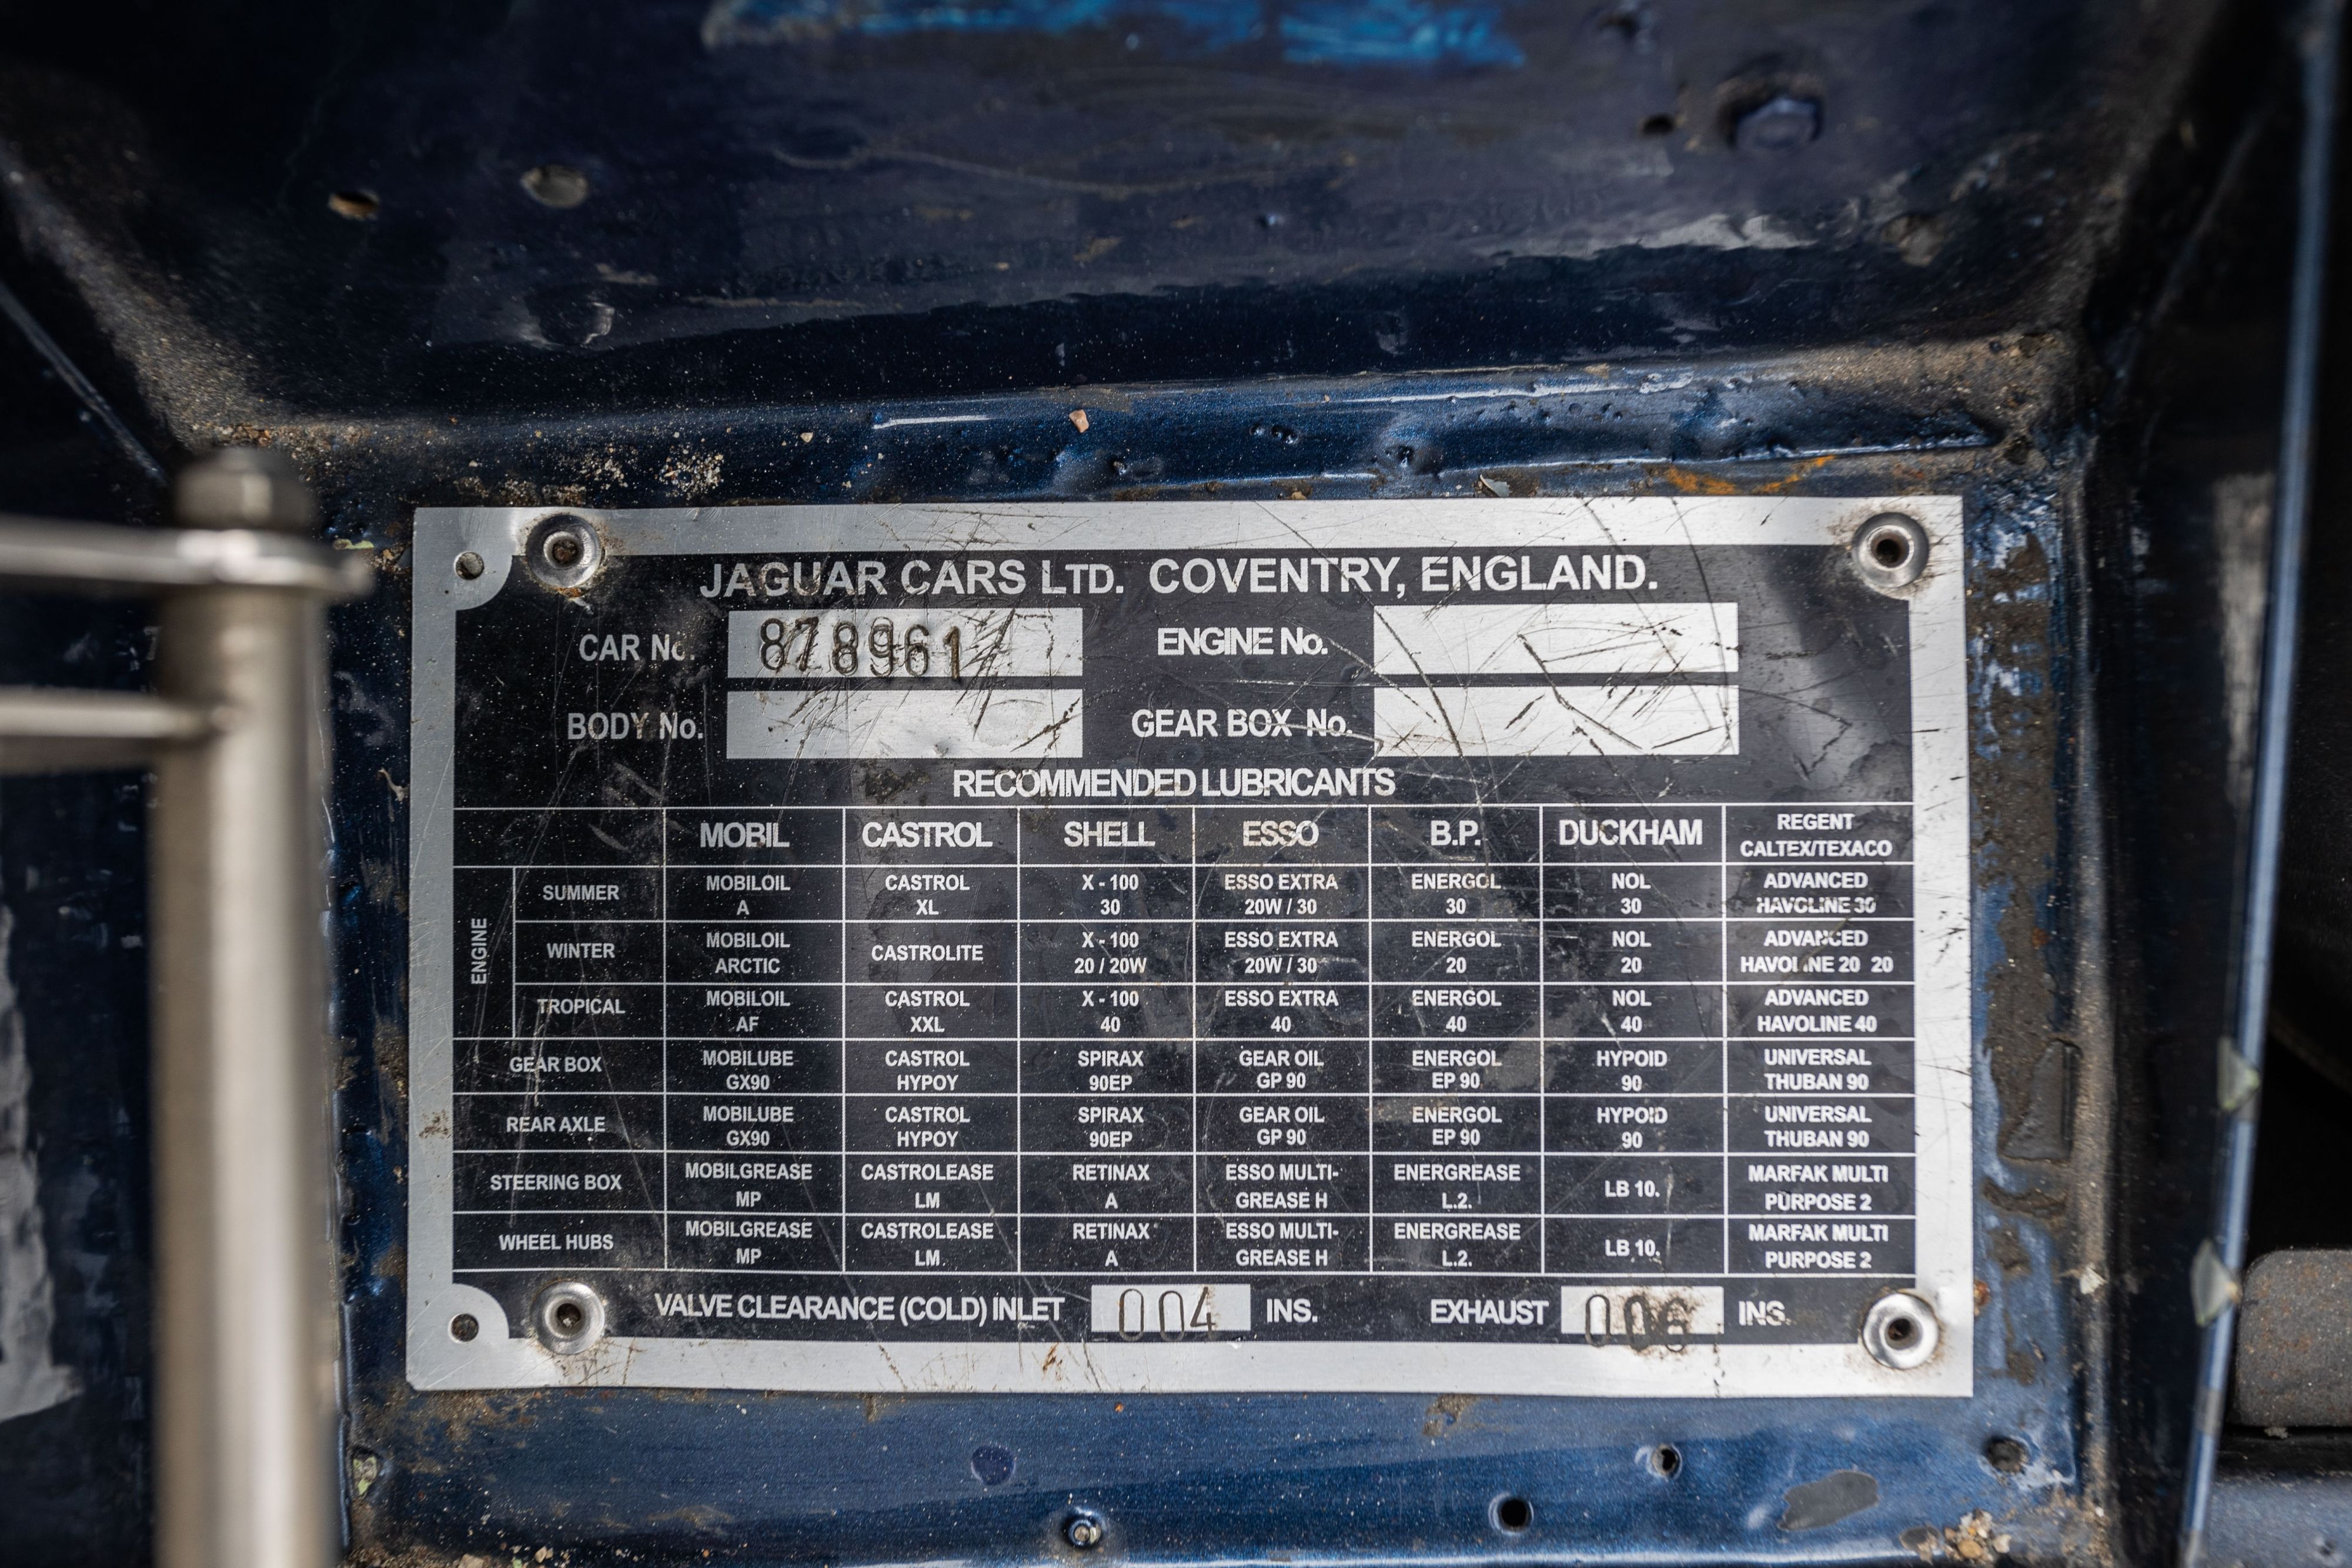 JAGUAR CARS LTD. COVENTRY, ENGLAND.
CAR No. 878961 ENGINE No.
BODY No. GEAR BOX No.
RECOMMENDED LUBRICANTS
MOBIL CASTROL SHELL ESSO B.P. DUCKHAM REGENT CALTEX/TEXACO
ENGINE
SUMMER MOBILOIL A CASTROL XL X - 100 30 ESSO EXTRA 20W / 30 ENERGOL 30 NOL 30 ADVANCED HAVOLINE 30
WINTER MOBILOIL ARCTIC CASTROLITE X - 100 20 / 20W ESSO EXTRA 20W / 30 ENERGOL 20 NOL 20 ADVANCED HAVOLINE 20 20
TROPICAL MOBILOIL AF CASTROL XXL X - 100 40 ESSO EXTRA 40 ENERGOL 40 NOL 40 ADVANCED HAVOLINE 40
GEAR BOX MOBILUBE GX90 CASTROL HYPOY SPIRAX 90EP GEAR OIL GP 90 ENERGOL EP 90 HYPOID 90 UNIVERSAL THUBAN 90
REAR AXLE MOBILUBE GX90 CASTROL HYPOY SPIRAX 90EP GEAR OIL GP 90 ENERGOL EP 90 HYPOID 90 UNIVERSAL THUBAN 90
STEERING BOX MOBILGREASE MP CASTROLEASE LM RETINAX A ESSO MULTI-GREASE H ENERGREASE L.2. LB 10. MARFAK MULTI PURPOSE 2
WHEEL HUBS MOBILGREASE MP CASTROLEASE LM RETINAX A ESSO MULTI-GREASE H ENERGREASE L.2. LB 10. MARFAK MULTI PURPOSE 2
VALVE CLEARANCE (COLD) INLET 004 INS. EXHAUST 006 INS.